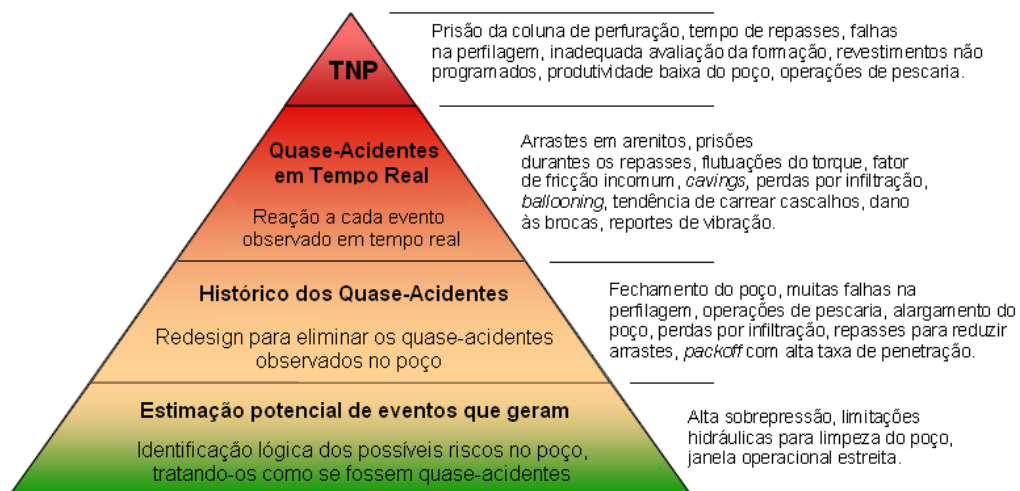 Prisão da coluna de perfuração, tempo de repasses, falhas
na perfilagem, inadequada avaliação da formação, revestimentos não
programados, produtividade baixa do poço, operações de pescaria.
TNP
Quase-Acidentes
em Tempo Real
Reação a cada evento
observado em tempo real
Arrastes em arenitos, prisões
durantes os repasses, flutuações do torque, fator
de fricção incomum, cavings, perdas por infiltração,
ballooning, tendência de carrear cascalhos, dano
às brocas, reportes de vibração.
Histórico dos Quase-Acidentes
Redesign para eliminar os quase-acidentes
observados no poço
Fechamento do poço, muitas falhas na
perfilagem, operações de pescaria, alargamento do
poço, perdas por infiltração, repasses para reduzir
arrastes, packoff com alta taxa de penetração.
Estimação potencial de eventos que geram
Identificação lógica dos possíveis riscos no poço,
tratando-os como se fossem quase-acidentes
Alta sobrepressão, limitações
hidráulicas para limpeza do poço,
janela operacional estreita.